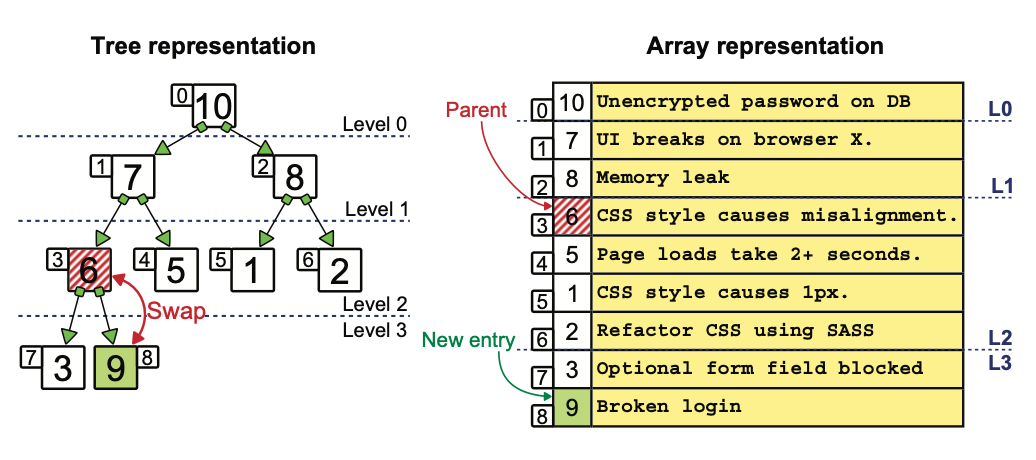 Tree representation
Array representation
0 10
Level 0
1 7
2 8
Level 1
3 6
4 5
5 1
6 2
Swap
Level 2
Level 3
7 3
9 8
Parent
New entry
0 10 Unencrypted password on DB
L0
1 7 UI breaks on browser X.
2 8 Memory leak
L1
3 6 CSS style causes misalignment.
4 5 Page loads take 2+ seconds.
5 1 CSS style causes 1px.
6 2 Refactor CSS using SASS
L2
L3
7 3 Optional form field blocked
8 9 Broken login